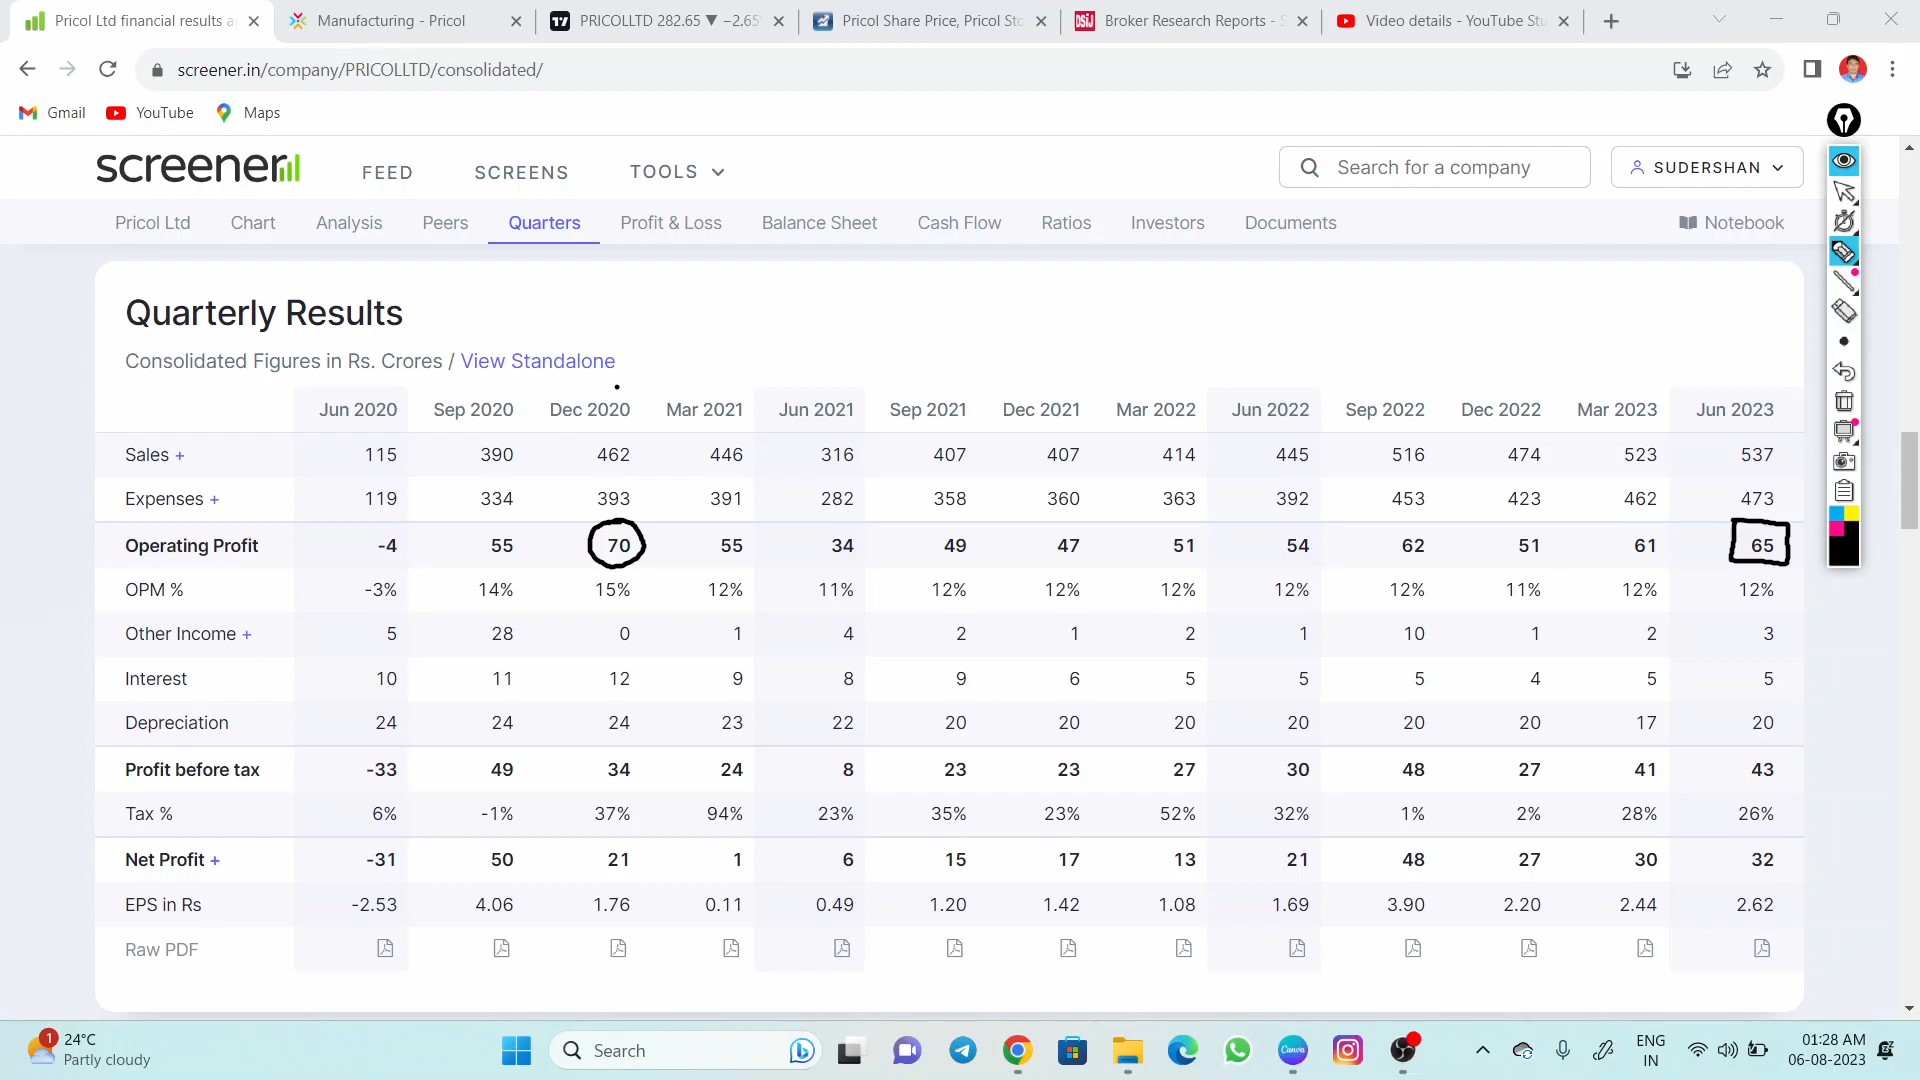 Pricol Ltd financial results a
Manufacturing - Pricol
PRICOLLTD 282.65 ▼ −2.65
Pricol Share Price, Pricol Sto
DSIJ Broker Research Reports - S
Video details - YouTube Stu
screener.in/company/PRICOLLTD/consolidated/
Gmail YouTube Maps
screener FEED SCREENS TOOLS Search for a company SUDERSHAN
Pricol Ltd Chart Analysis Peers Quarters Profit & Loss Balance Sheet Cash Flow Ratios Investors Documents Notebook
Quarterly Results
Consolidated Figures in Rs. Crores / View Standalone
Jun 2020 Sep 2020 Dec 2020 Mar 2021 Jun 2021 Sep 2021 Dec 2021 Mar 2022 Jun 2022 Sep 2022 Dec 2022 Mar 2023 Jun 2023
Sales + 115 390 462 446 316 407 407 414 445 516 474 523 537
Expenses + 119 334 393 391 282 358 360 363 392 453 423 462 473
Operating Profit -4 55 70 55 34 49 47 51 54 62 51 61 65
OPM % -3% 14% 15% 12% 11% 12% 12% 12% 12% 12% 11% 12% 12%
Other Income + 5 28 0 1 4 2 1 2 1 10 1 2 3
Interest 10 11 12 9 8 9 6 5 5 5 4 5 5
Depreciation 24 24 24 23 22 20 20 20 20 20 20 17 20
Profit before tax -33 49 34 24 8 23 23 27 30 48 27 41 43
Tax % 6% -1% 37% 94% 23% 35% 23% 52% 32% 1% 2% 28% 26%
Net Profit + -31 50 21 1 6 15 17 13 21 48 27 30 32
EPS in Rs -2.53 4.06 1.76 0.11 0.49 1.20 1.42 1.08 1.69 3.90 2.20 2.44 2.62
Raw PDF
1 24°C
Partly cloudy
Search
Canva
ENG
IN
01:28 AM
06-08-2023